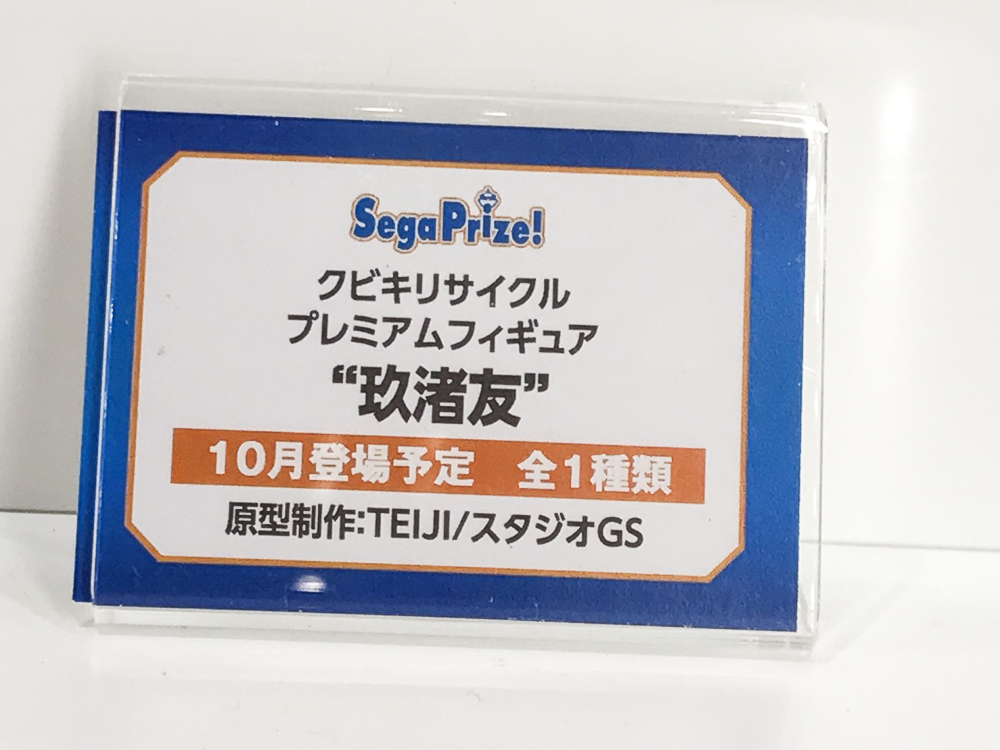 SegaPrize!
クビキリサイクル
プレミアムフィギュア
“玖渚友”
10月登場予定　全1種類
原型制作：TEIJI/スタジオGS